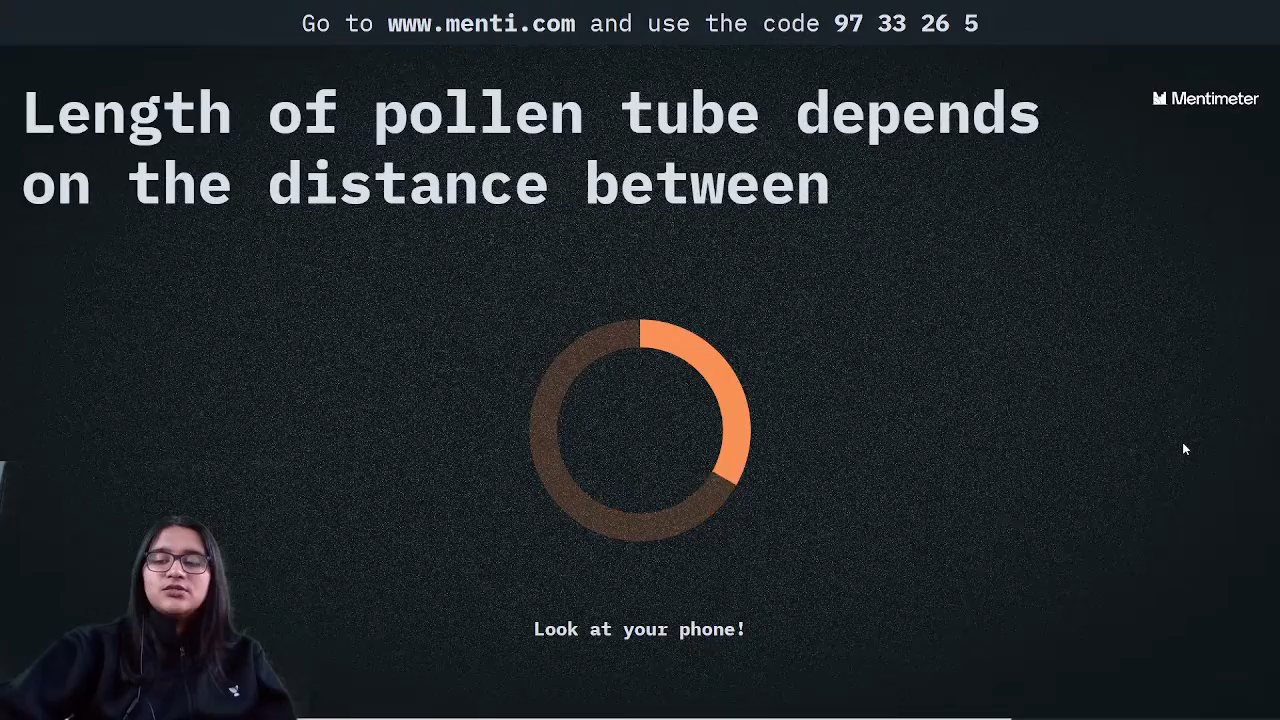 Go to www.menti.com and use the code 97 33 26 5
Length of pollen tube depends
on the distance between
Mentimeter
Look at your phone!